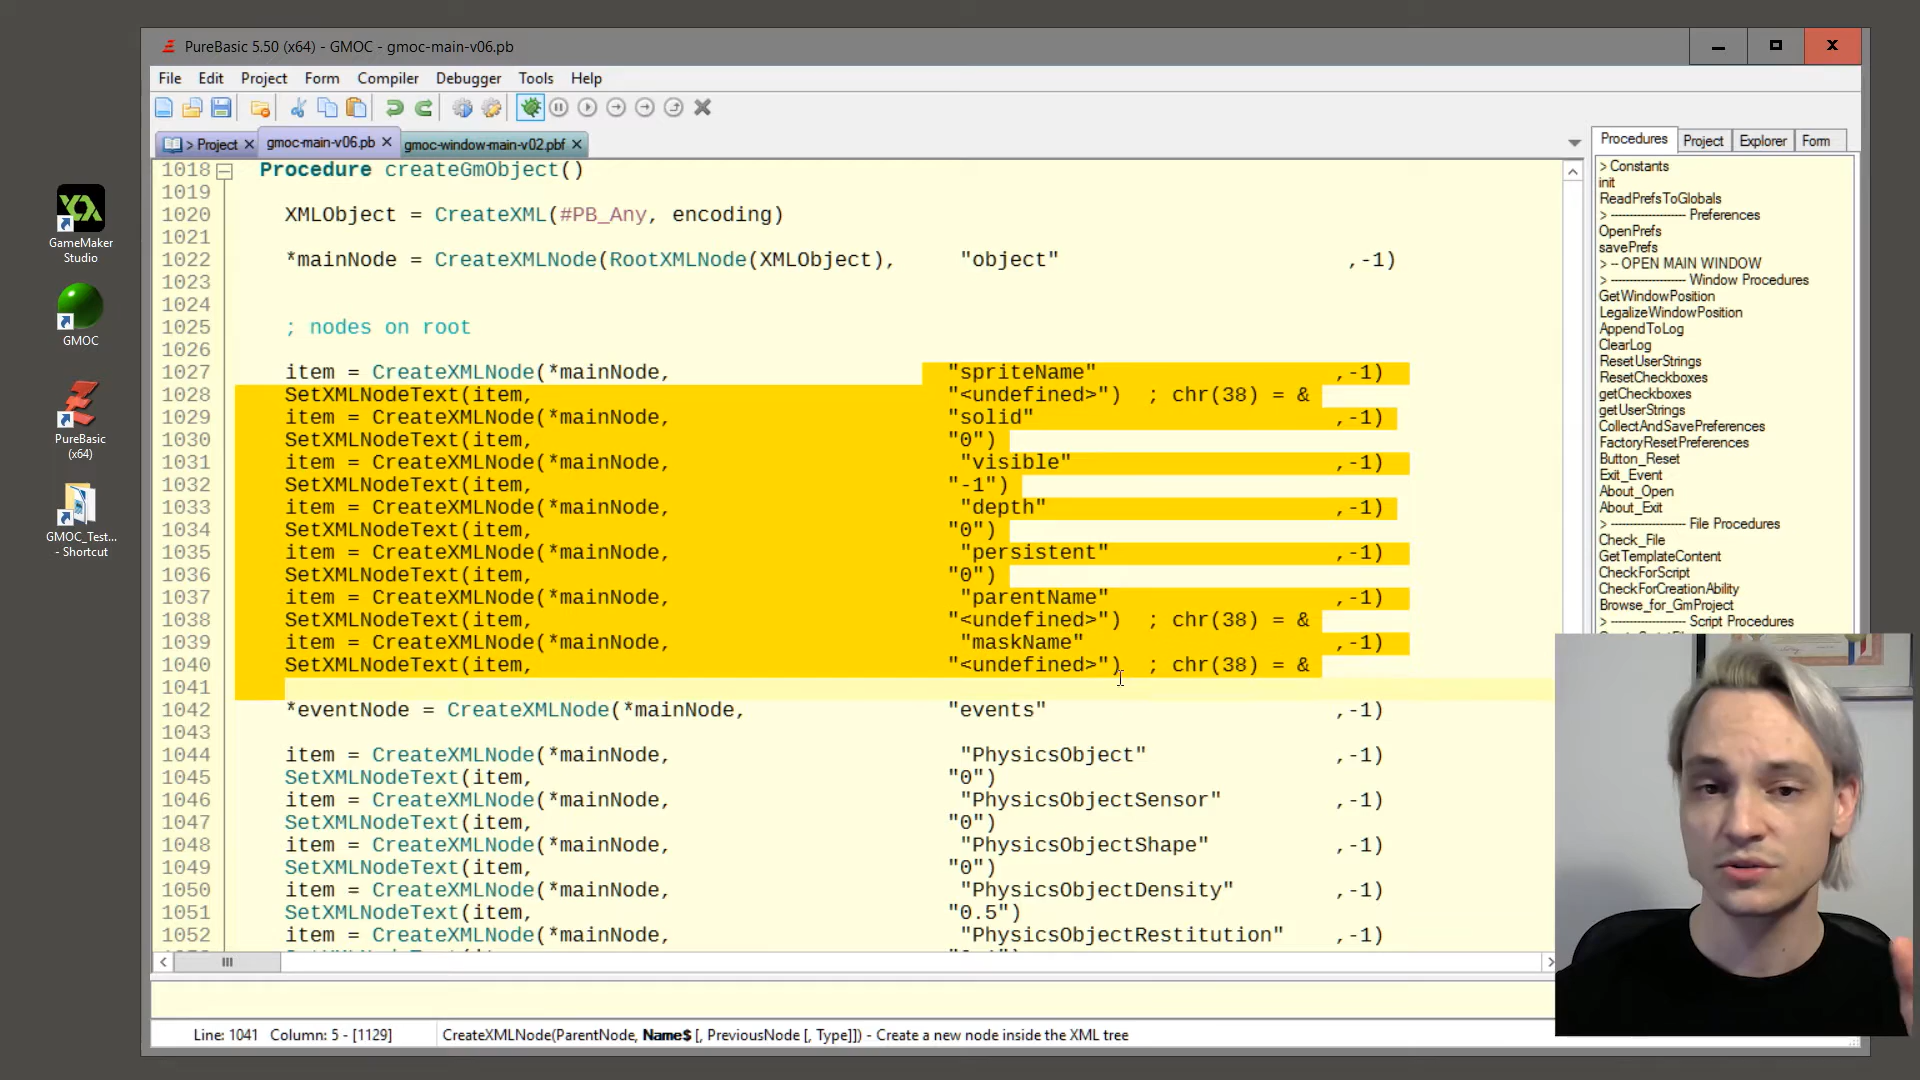 PureBasic 5.50 (x64) - GMOC - gmoc-main-v06.pb
File Edit Project Form Compiler Debugger Tools Help
> Project gmoc-main-v06.pb gmoc-window-main-v02.pbf
Procedures Project Explorer Form
1018 Procedure createGmObject()
1019
1020 XMLObject = CreateXML(#PB_Any, encoding)
1021
1022 *mainNode = CreateXMLNode(RootXMLNode(XMLObject), "object" ,-1)
1023
1024
1025 ; nodes on root
1026
1027 item = CreateXMLNode(*mainNode, "spriteName" ,-1)
1028 SetXMLNodeText(item, "<undefined>") ; chr(38) = &
1029 item = CreateXMLNode(*mainNode, "solid" ,-1)
1030 SetXMLNodeText(item, "0")
1031 item = CreateXMLNode(*mainNode, "visible" ,-1)
1032 SetXMLNodeText(item, "-1")
1033 item = CreateXMLNode(*mainNode, "depth" ,-1)
1034 SetXMLNodeText(item, "0")
1035 item = CreateXMLNode(*mainNode, "persistent" ,-1)
1036 SetXMLNodeText(item, "0")
1037 item = CreateXMLNode(*mainNode, "parentName" ,-1)
1038 SetXMLNodeText(item, "<undefined>") ; chr(38) = &
1039 item = CreateXMLNode(*mainNode, "maskName" ,-1)
1040 SetXMLNodeText(item, "<undefined>") ; chr(38) = &
1041
1042 *eventNode = CreateXMLNode(*mainNode, "events" ,-1)
1043
1044 item = CreateXMLNode(*mainNode, "PhysicsObject" ,-1)
1045 SetXMLNodeText(item, "0")
1046 item = CreateXMLNode(*mainNode, "PhysicsObjectSensor" ,-1)
1047 SetXMLNodeText(item, "0")
1048 item = CreateXMLNode(*mainNode, "PhysicsObjectShape" ,-1)
1049 SetXMLNodeText(item, "0")
1050 item = CreateXMLNode(*mainNode, "PhysicsObjectDensity" ,-1)
1051 SetXMLNodeText(item, "0.5")
1052 item = CreateXMLNode(*mainNode, "PhysicsObjectRestitution" ,-1)
> Constants
init
ReadPrefsToGlobals
> -------------------- Preferences
OpenPrefs
savePrefs
> -- OPEN MAIN WINDOW
> -------------------- Window Procedures
GetWindowPosition
LegalizeWindowPosition
AppendToLog
ClearLog
ResetUserStrings
ResetCheckboxes
getCheckboxes
getUserStrings
CollectAndSavePreferences
FactoryResetPreferences
Button_Reset
Exit_Event
About_Open
About_Exit
> -------------------- File Procedures
Check_File
GetTemplateContent
CheckForScript
CheckForCreationAbility
Browse_for_GmProject
> -------------------- Script Procedures
Line: 1041 Column: 5 - [1129] CreateXMLNode(ParentNode, Name$ [, PreviousNode [, Type]]) - Create a new node inside the XML tree
GameMaker
Studio
GMOC
PureBasic
(x64)
GMOC_Test...
- Shortcut